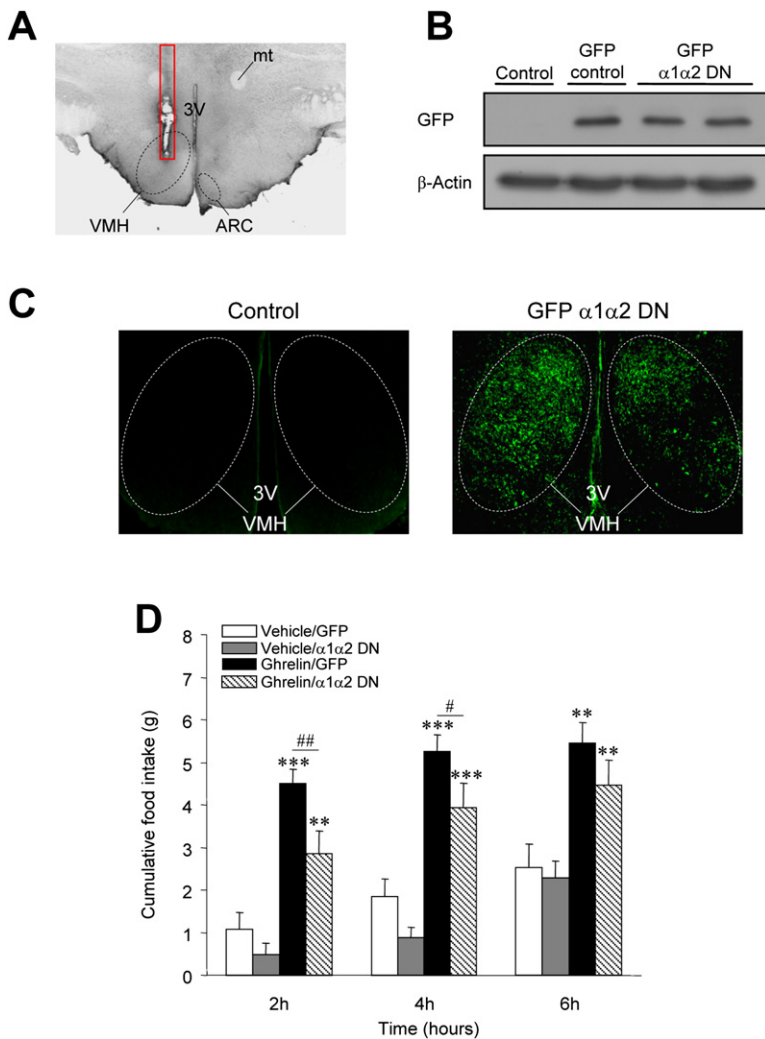 A
mt
3V
VMH
ARC
B
Control
GFP control
GFP α1α2 DN
GFP
β-Actin
C
Control
GFP α1α2 DN
3V
VMH
3V
VMH
D
Vehicle/GFP
Vehicle/α1α2 DN
Ghrelin/GFP
Ghrelin/α1α2 DN
Cumulative food intake (g)
8
7
6
5
4
3
2
1
0
***
##
**
***
#
***
**
**
2h
4h
6h
Time (hours)